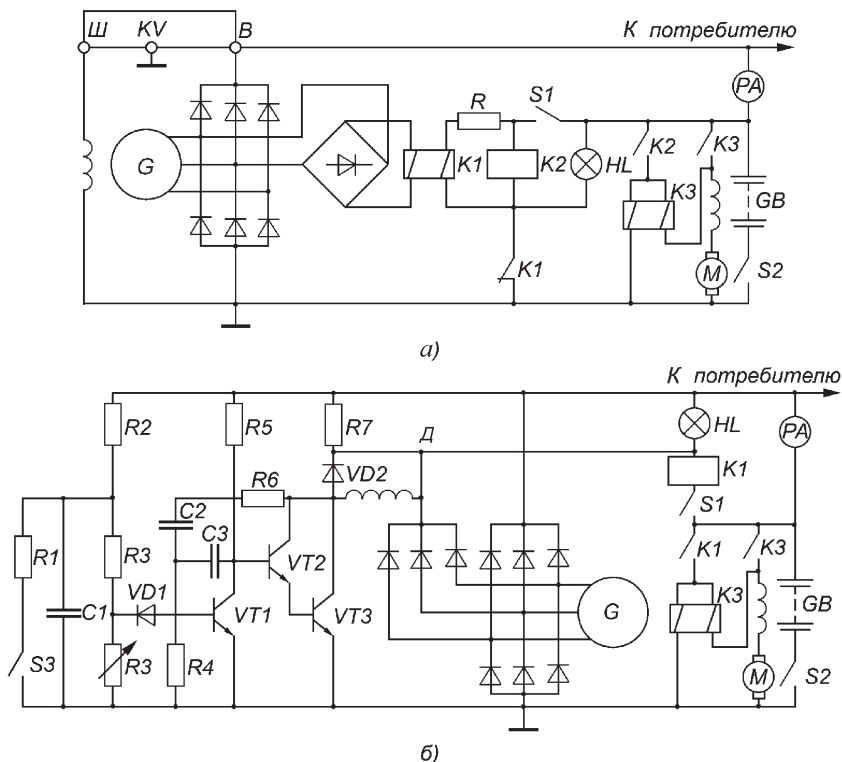 К потребителю
Ш KV В
PA
R S1
G K1 K2 HL K2 K3
K3 GB
K1 M S2
а)
К потребителю
R2 R5 R7 Д HL PA
VD2 K1
R6
C2 S1
R1 R3 C3 K1 K3
VT2
VD1 K3
C1 VT1 VT3 G GB
S3 R3 R4 M S2
б)